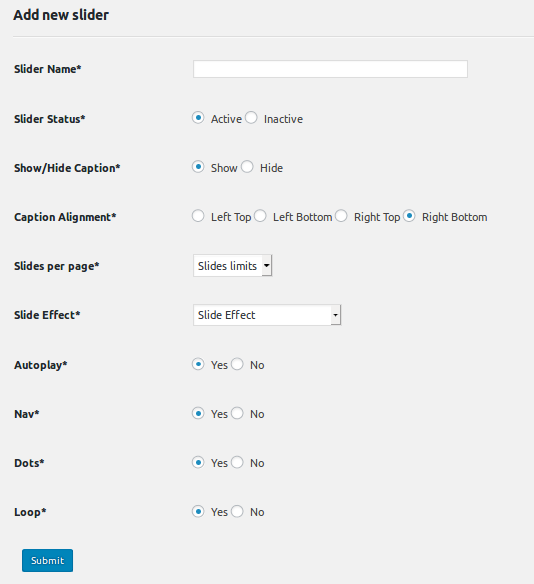 Add new slider
Slider Name*
Slider Status* Active Inactive
Show/Hide Caption* Show Hide
Caption Alignment* Left Top Left Bottom Right Top Right Bottom
Slides per page* Slides limits
Slide Effect* Slide Effect
Autoplay* Yes No
Nav* Yes No
Dots* Yes No
Loop* Yes No
Submit